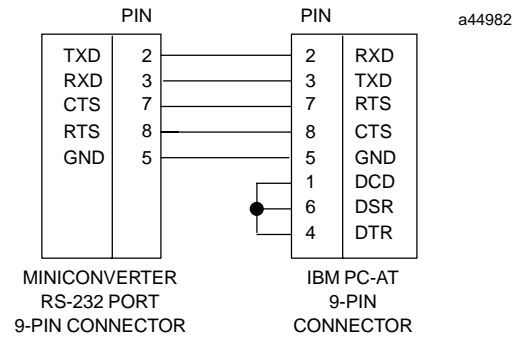 PIN PIN a44982
TXD 2 2 RXD
RXD 3 3 TXD
CTS 7 7 RTS
RTS 8 8 CTS
GND 5 5 GND
1 DCD
6 DSR
4 DTR
MINICONVERTER IBM PC-AT
RS-232 PORT 9-PIN
9-PIN CONNECTOR CONNECTOR